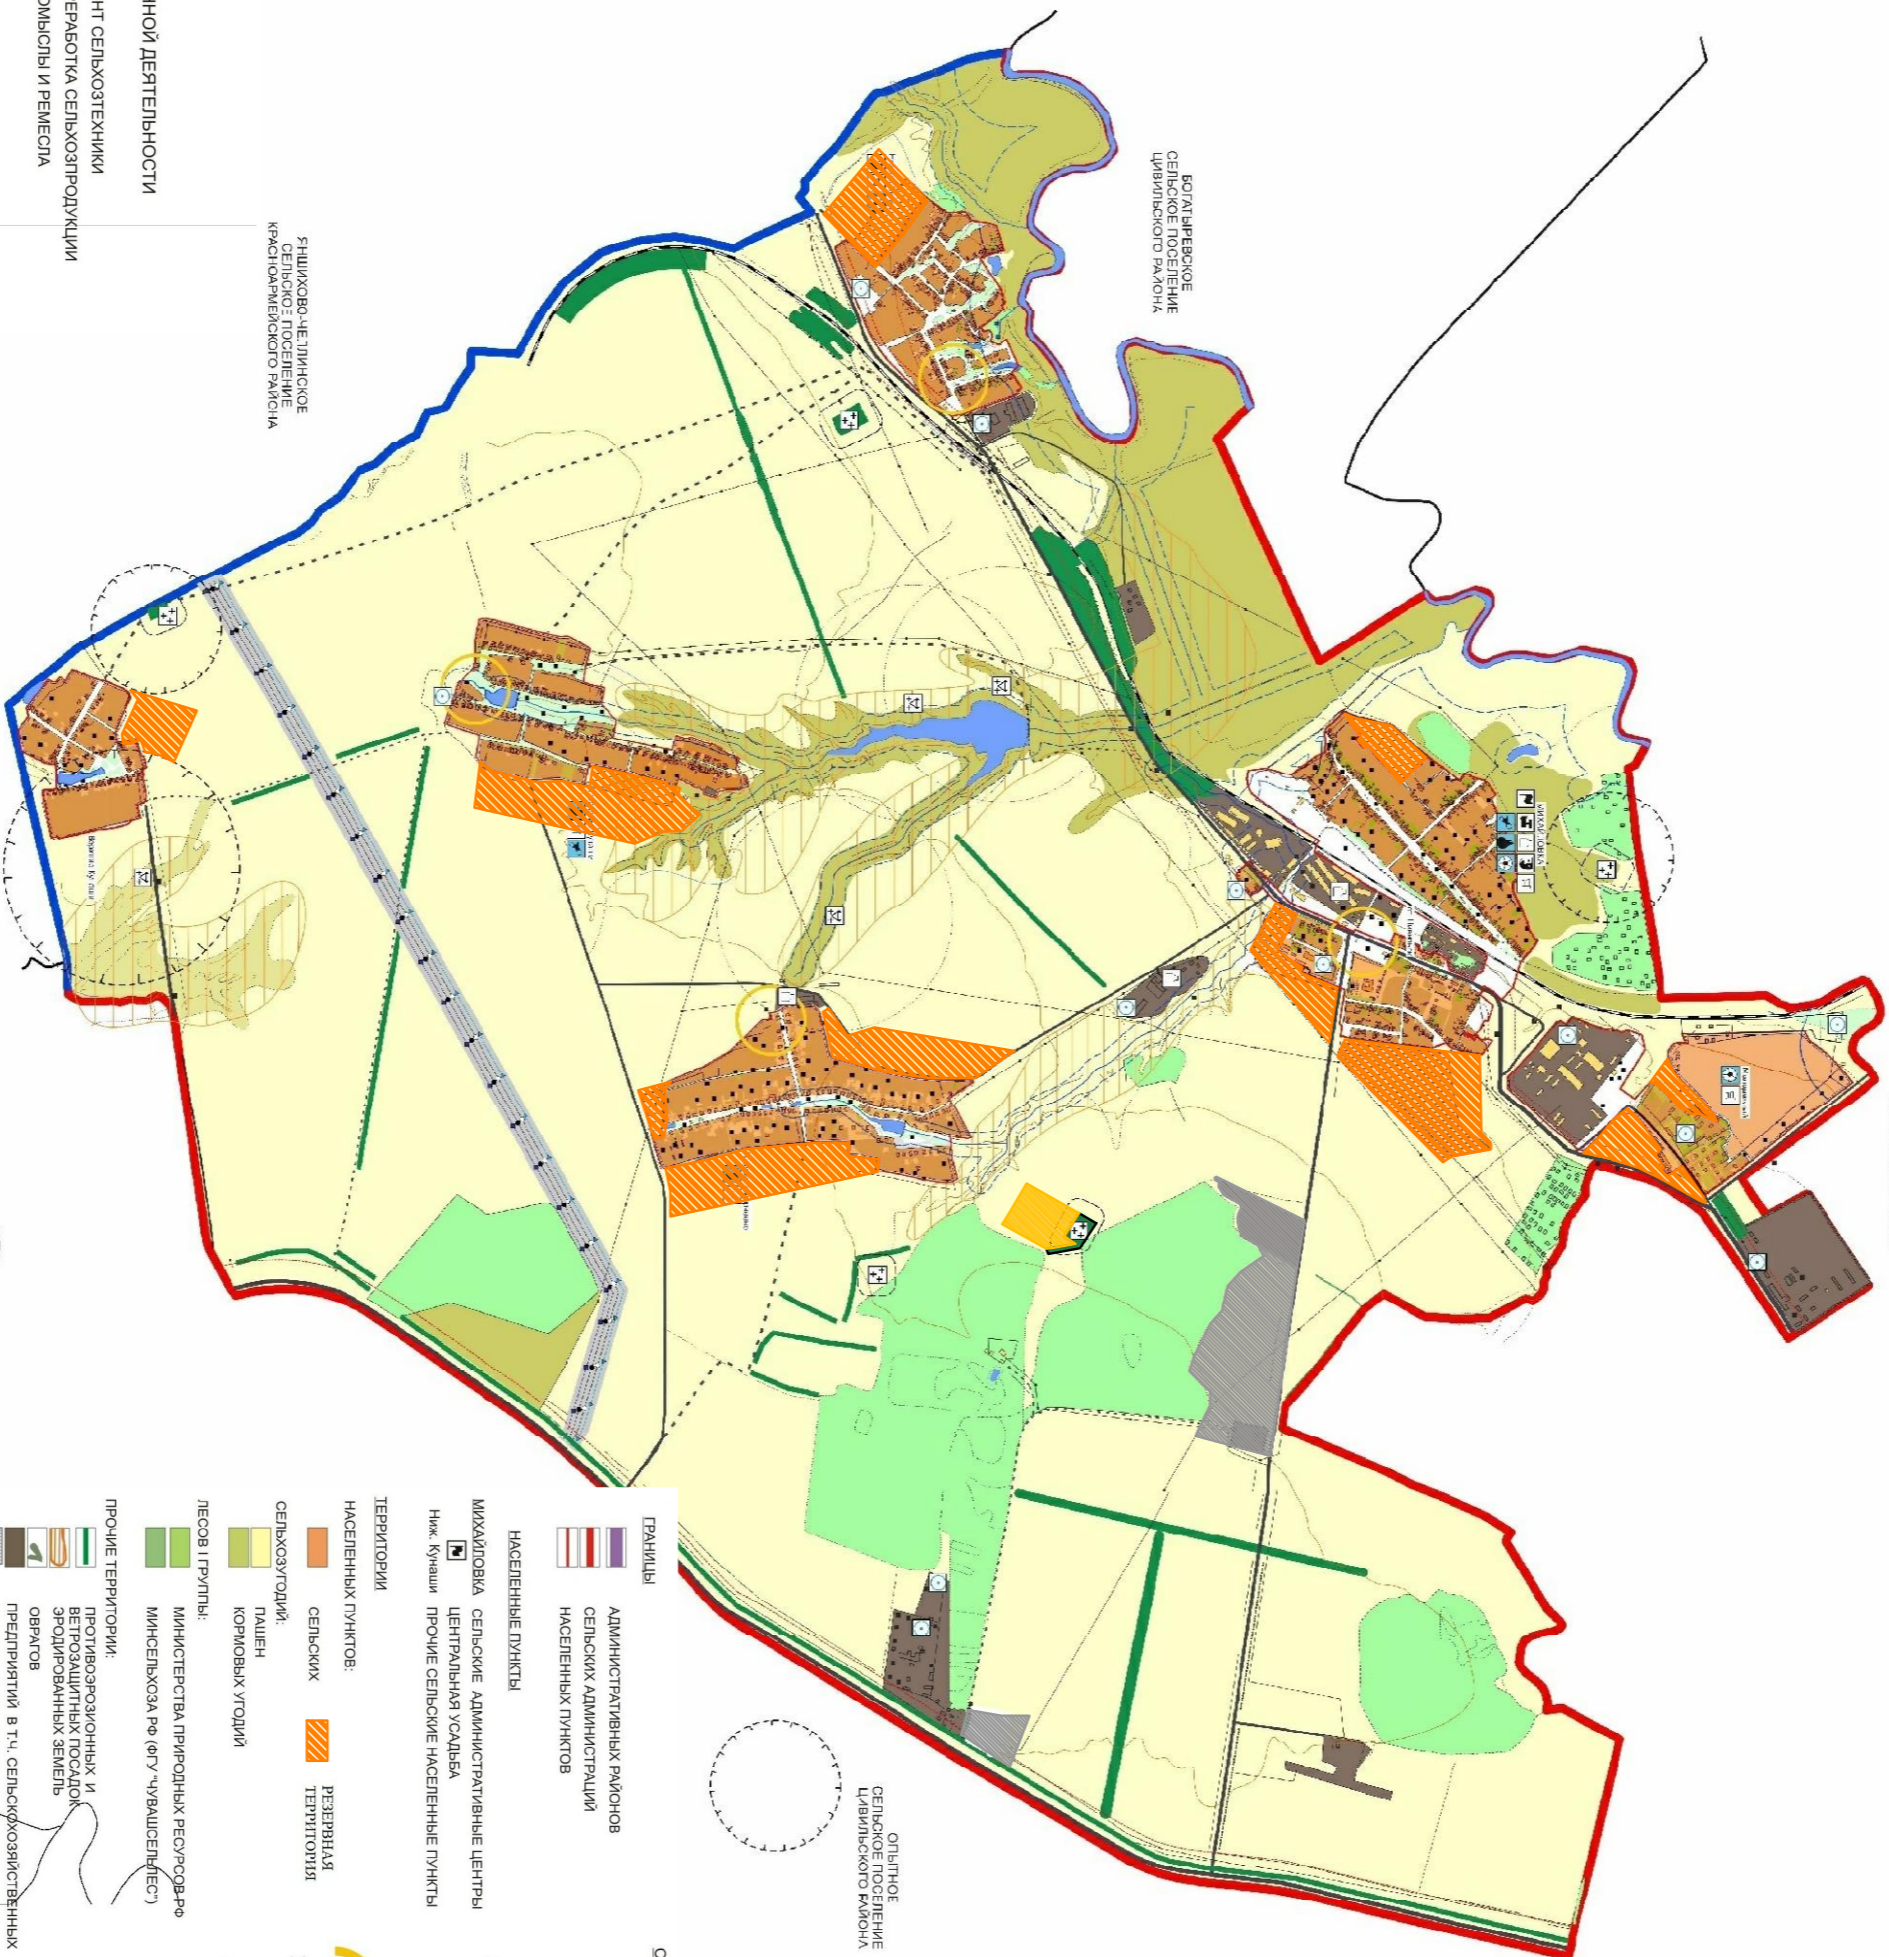 НОЙ ДЕЯТЕЛЬНОСТИ
НТ СЕЛЬХОЗТЕХНИКИ
РЕРАБОТКА СЕЛЬХОЗПРОДУКЦИИ
ОМЫСЛЫ И РЕМЕСЛА
БОГАТЫРЕВСКОЕ
СЕЛЬСКОЕ ПОСЕЛЕНИЕ
ЦИВИЛЬСКОГО РАЙОНА
СЕЛЬСКОЕ ПОСЕЛЕНИЕ
КРАСНОАРМЕЙСКОГО РАЙОНА
МИХАЙЛОВКА
ОПЫТНОЕ
СЕЛЬСКОЕ ПОСЕЛЕНИЕ
ЦИВИЛЬСКОГО РАЙОНА
ГРАНИЦЫ
АДМИНИСТРАТИВНЫХ РАЙОНОВ
СЕЛЬСКИХ АДМИНИСТРАЦИЙ
НАСЕЛЕННЫХ ПУНКТОВ
НАСЕЛЕННЫЕ ПУНКТЫ
МИХАЙЛОВКА СЕЛЬСКИЕ АДМИНИСТРАТИВНЫЕ ЦЕНТРЫ
ЦЕНТРАЛЬНАЯ УСАДЬБА
Ниж. Кунаши ПРОЧИЕ СЕЛЬСКИЕ НАСЕЛЕННЫЕ ПУНКТЫ
ТЕРРИТОРИИ
НАСЕЛЕННЫХ ПУНКТОВ:
СЕЛЬСКИХ
РЕЗЕРВНАЯ
ТЕРРИТОРИЯ
СЕЛЬХОЗУГОДИЙ:
ПАШЕН
КОРМОВЫХ УГОДИЙ
ЛЕСОВ I ГРУППЫ:
МИНИСТЕРСТВА ПРИРОДНЫХ РЕСУРСОВ РФ
МИНСЕЛЬХОЗА РФ (ФГУ "ЧУВАШСЕЛЬЛЕС")
ПРОЧИЕ ТЕРРИТОРИИ:
ПРОТИВОЭРОЗИОННЫХ И
ВЕТРОЗАЩИТНЫХ ПОСАДОК
ЭРОДИРОВАННЫХ ЗЕМЕЛЬ
ОВРАГОВ
ПРЕДПРИЯТИЙ В Т.Ч. СЕЛЬСКОХОЗЯЙСТВЕННЫХ